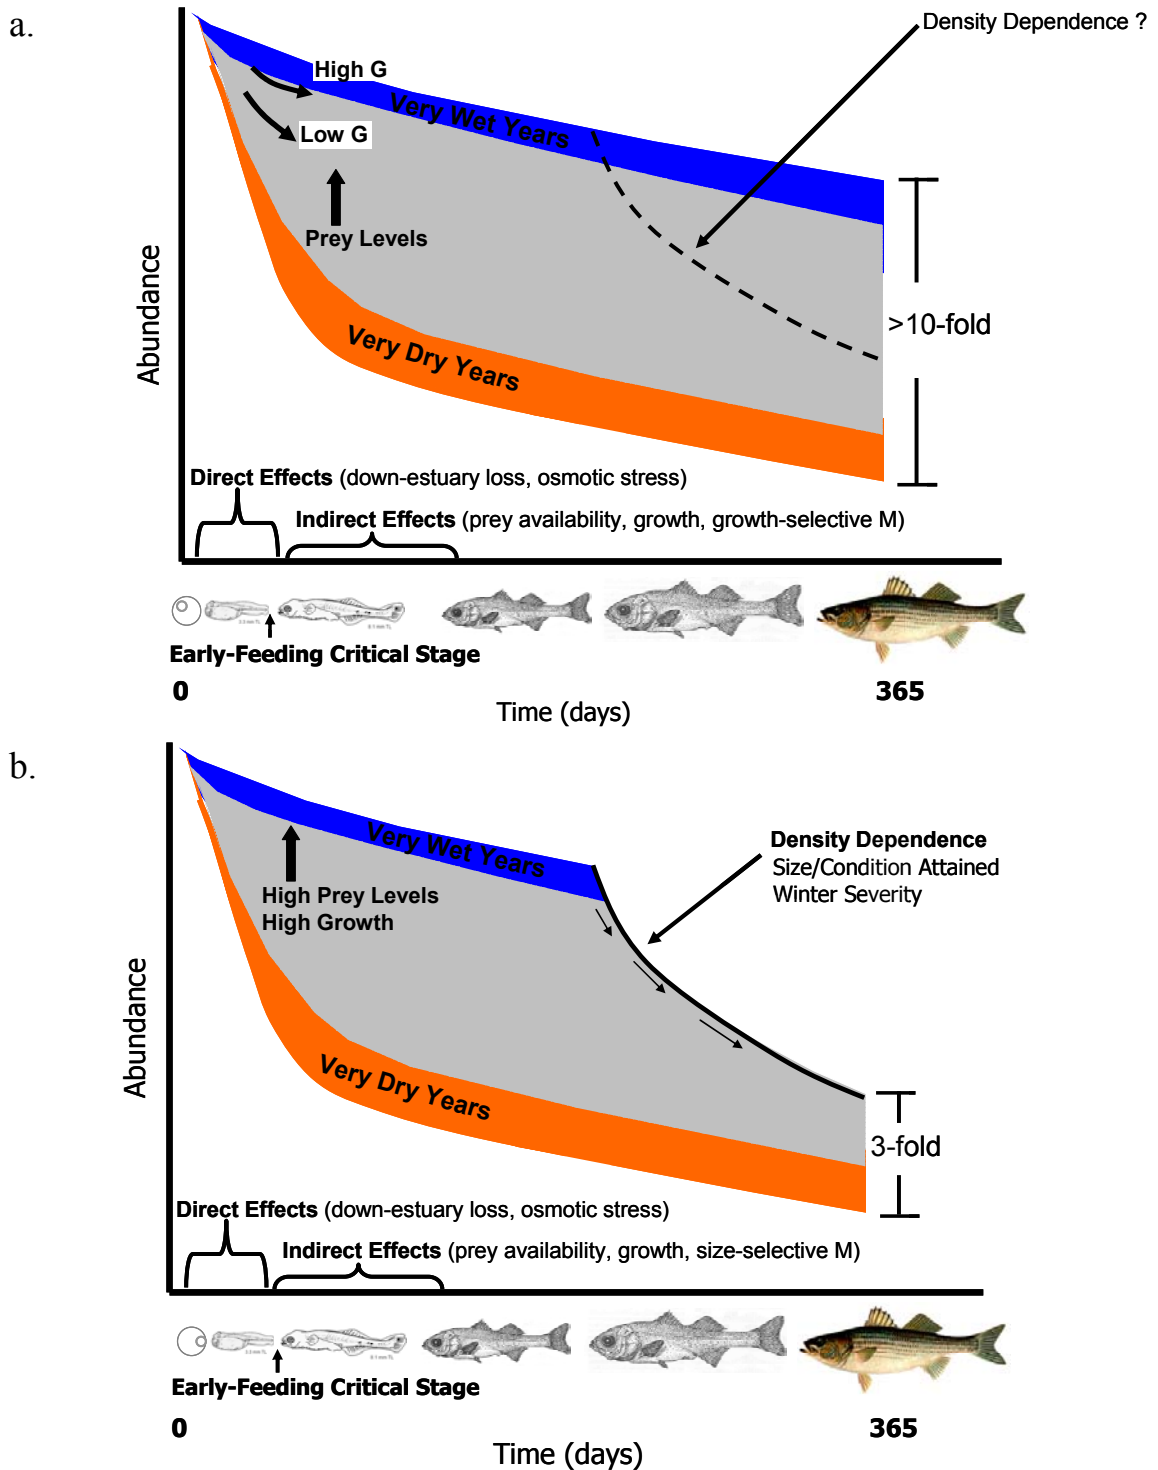 a.
Density Dependence ?
High G
Very Wet Years
Low G
Prey Levels
Abundance
>10-fold
Very Dry Years
Direct Effects (down-estuary loss, osmotic stress)
Indirect Effects (prey availability, growth, growth-selective M)
Early-Feeding Critical Stage
0
365
Time (days)
b.
Very Wet Years
Density Dependence
Size/Condition Attained
Winter Severity
High Prey Levels
High Growth
Abundance
Very Dry Years
3-fold
Direct Effects (down-estuary loss, osmotic stress)
Indirect Effects (prey availability, growth, size-selective M)
Early-Feeding Critical Stage
0
365
Time (days)